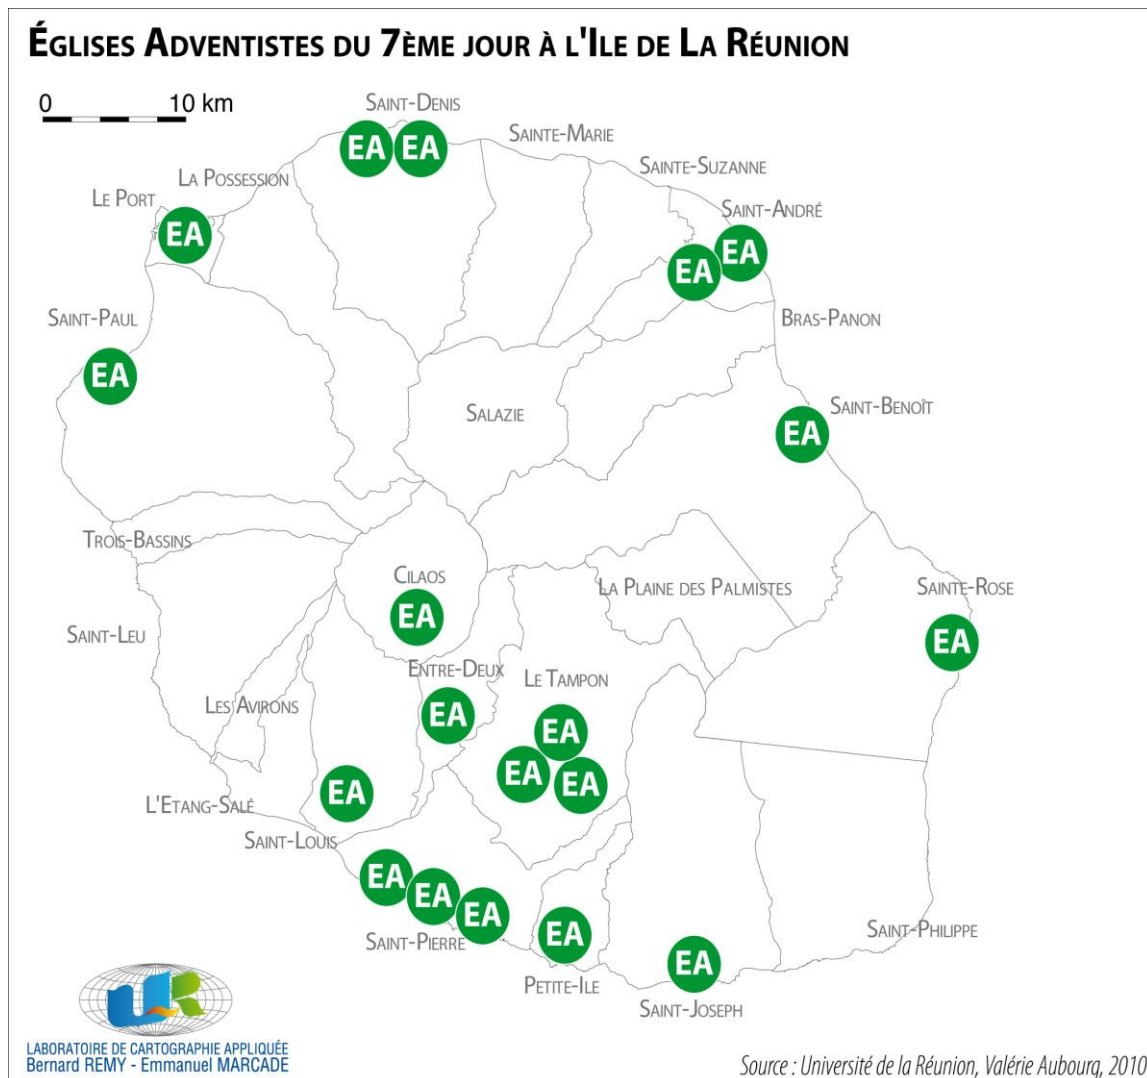 ÉGLISES ADVENTISTES DU 7ÈME JOUR À L'ILE DE LA RÉUNION
0 10 km
SAINT-DENIS
EA EA
SAINTE-MARIE
SAINTE-SUZANNE
LA POSSESSION
LE PORT
EA
SAINT-ANDRÉ
EA EA
SAINT-PAUL
EA
BRAS-PANON
SALAZIE
SAINT-BENOÎT
EA
TROIS-BASSINS
CILAOS
EA
LA PLAINE DES PALMISTES
SAINTE-ROSE
EA
SAINT-LEU
ENTRE-DEUX
EA
LE TAMPON
EA
EA EA
LES AVIRONS
L'ETANG-SALÉ
EA
SAINT-LOUIS
EA EA EA
SAINT-PIERRE
EA
PETITE-ILE
EA
SAINT-JOSEPH
SAINT-PHILIPPE
UR
LABORATOIRE DE CARTOGRAPHIE APPLIQUÉE
Bernard REMY - Emmanuel MARCADE
Source : Université de la Réunion, Valérie Aubourg, 2010